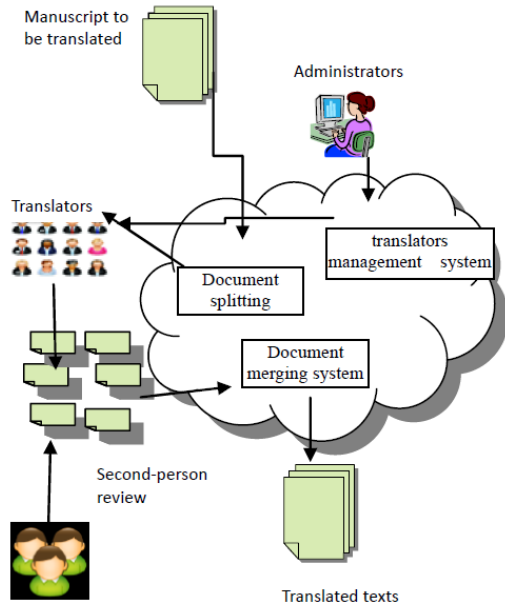 Manuscript to
be translated
Administrators
Translators
translators
management system
Document
splitting
Document
merging system
Second-person
review
Translated texts